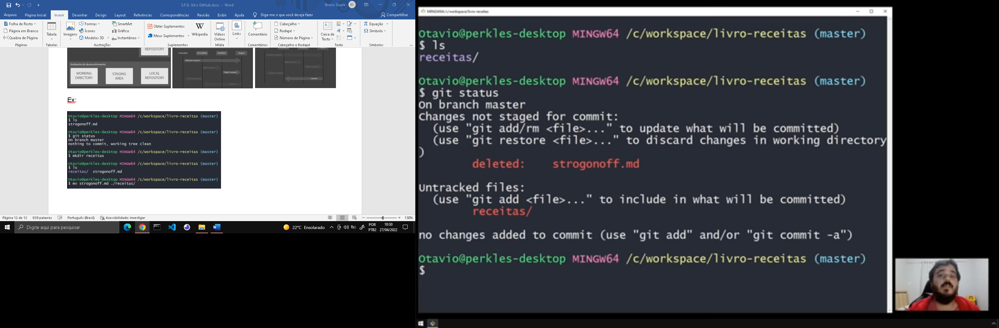 S.F.D. Git e GitHub.docx - Word
Bruno Souza
BS
Arquivo
Página Inicial
Inserir
Desenhar
Design
Layout
Referências
Correspondências
Revisão
Exibir
Ajuda
Diga-me o que você deseja fazer
Compartilhar
Folha de Rosto
Página em Branco
Quebra de Página
Páginas
Tabela
Tabelas
Imagens
Formas
Ícones
Modelos 3D
SmartArt
Gráfico
Instantâneo
Ilustrações
Obter Suplementos
Meus Suplementos
Wikipedia
Suplementos
Vídeos
Online
Mídia
Links
Comentário
Comentários
Cabeçalho
Rodapé
Número de Página
Cabeçalho e Rodapé
Caixa de
Texto
Texto
Equação
Símbolo
Símbolos
REPOSITORY
Ambiente de desenvolvimento
WORKING
DIRECTORY
STAGING
AREA
LOCAL
REPOSITORY
Untracked
Unmodified
Modified
Staged
Adiciona o arquivo
Commit
Ex:
Otavio@perkles-desktop MINGW64 /c/workspace/livro-receitas (master)
$ ls
strogonoff.md
Otavio@perkles-desktop MINGW64 /c/workspace/livro-receitas (master)
$ git status
On branch master
nothing to commit, working tree clean
Otavio@perkles-desktop MINGW64 /c/workspace/livro-receitas (master)
$ mkdir receitas
Otavio@perkles-desktop MINGW64 /c/workspace/livro-receitas (master)
$ ls
receitas/ strogonoff.md
Otavio@perkles-desktop MINGW64 /c/workspace/livro-receitas (master)
$ mv strogonoff.md ./receitas/
Página 12 de 12
839 palavras
Português (Brasil)
Acessibilidade: investigar
130%
Digite aqui para pesquisar
22°C Ensolarado
POR
PTB2
10:30
27/04/2022
MINGW64:/c/workspace/livro-receitas
Otavio@perkles-desktop MINGW64 /c/workspace/livro-receitas (master)
$ ls
receitas/
Otavio@perkles-desktop MINGW64 /c/workspace/livro-receitas (master)
$ git status
On branch master
Changes not staged for commit:
(use "git add/rm <file>..." to update what will be committed)
(use "git restore <file>..." to discard changes in working directory
)
deleted: strogonoff.md
Untracked files:
(use "git add <file>..." to include in what will be committed)
receitas/
no changes added to commit (use "git add" and/or "git commit -a")
Otavio@perkles-desktop MINGW64 /c/workspace/livro-receitas (master)
$